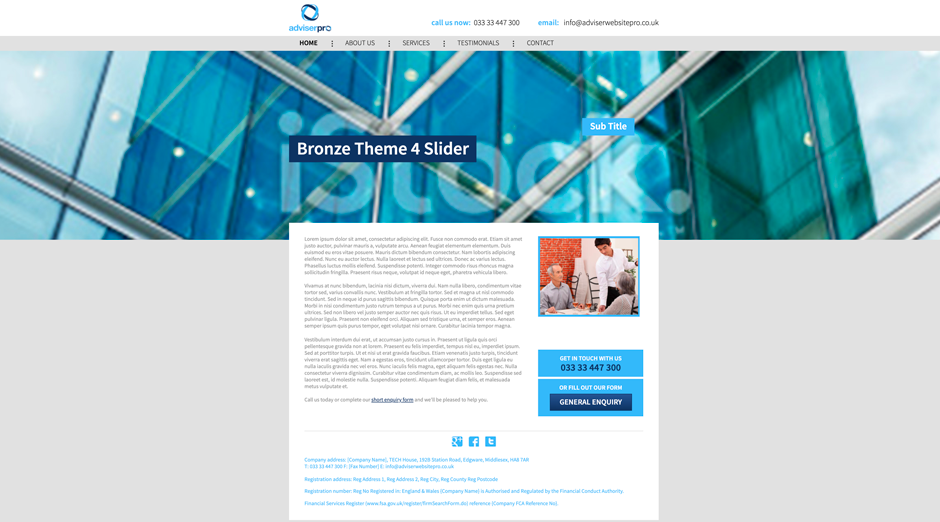 adviserpro
call us now: 033 33 447 300 email: info@adviserwebsitepro.co.uk
HOME ABOUT US SERVICES TESTIMONIALS CONTACT
Sub Title
Bronze Theme 4 Slider
iStock.
Lorem ipsum dolor sit amet, consectetur adipiscing elit. Fusce non commodo erat. Etiam sit amet
justo auctor, pulvinar mauris a, vulputate arcu. Aenean feugiat elementum elementum. Duis
euismod eu eros vitae posuere. Mauris dictum bibendum consectetur. Nam lobortis adipiscing
eleifend. Nunc eu auctor lectus. Nulla laoreet et lectus sed ultrices. Donec ac varius lectus.
Phasellus luctus mollis eleifend. Suspendisse potenti. Integer commodo risus rhoncus magna
sollicitudin fringilla. Praesent risus neque, volutpat id neque eget, pharetra vehicula libero.
Vivamus at nunc bibendum, lacinia nisl dictum, viverra dui. Nam nulla libero, condimentum vitae
tortor sed, varius convallis nunc. Vestibulum at fringilla tortor. Sed et magna ut nisl commodo
tincidunt. Sed in neque id purus sagittis bibendum. Quisque porta enim ut dictum malesuada.
Morbi in nisi condimentum justo rutrum tempus a ut purus. Morbi nec enim quis urna pretium
ultrices. Sed non libero vel justo semper auctor nec quis risus. Ut eu imperdiet tellus. Sed eget
pulvinar ligula. Praesent non eleifend orci. Aliquam sed tristique urna, et semper eros. Aenean
semper ipsum quis purus tempor, eget volutpat nisl ornare. Curabitur lacinia tempor magna.
Vestibulum interdum dui erat, ut accumsan justo cursus in. Praesent ut ligula quis orci
pellentesque gravida non at lorem. Praesent eu felis imperdiet, tempus nisl eu, imperdiet ipsum.
Sed at porttitor turpis. Ut et nisi ut erat gravida faucibus. Etiam venenatis justo turpis, tincidunt
viverra erat sagittis eget. Nam a egestas eros, tincidunt ullamcorper tortor. Duis eget ligula eu
nulla iaculis gravida nec vel eros. Nunc iaculis felis magna, eget aliquam felis egestas nec. Nulla
consectetur viverra dignissim. Curabitur vitae condimentum diam, ac mollis leo. Suspendisse sed
laoreet est, id molestie nulla. Suspendisse potenti. Aliquam feugiat diam felis, et malesuada
metus vulputate et.
Call us today or complete our short enquiry form and we'll be pleased to help you.
GET IN TOUCH WITH US
033 33 447 300
OR FILL OUT OUR FORM
GENERAL ENQUIRY
Company address: [Company Name], TECH House, 1938 Station Road, Edgware, Middlesex, HA8 7AR
T: 033 33 447 300 F: [Fax Number] E: info@adviserwebsitepro.co.uk
Registration address: Reg Address 1, Reg Address 2, Reg City, Reg County Reg Postcode
Registration number: Reg No Registered in: England & Wales [Company Name] is Authorised and Regulated by the Financial Conduct Authority.
Financial Services Register (www.fsa.gov.uk/register/firmSearchForm.do) reference [Company FCA Reference No].